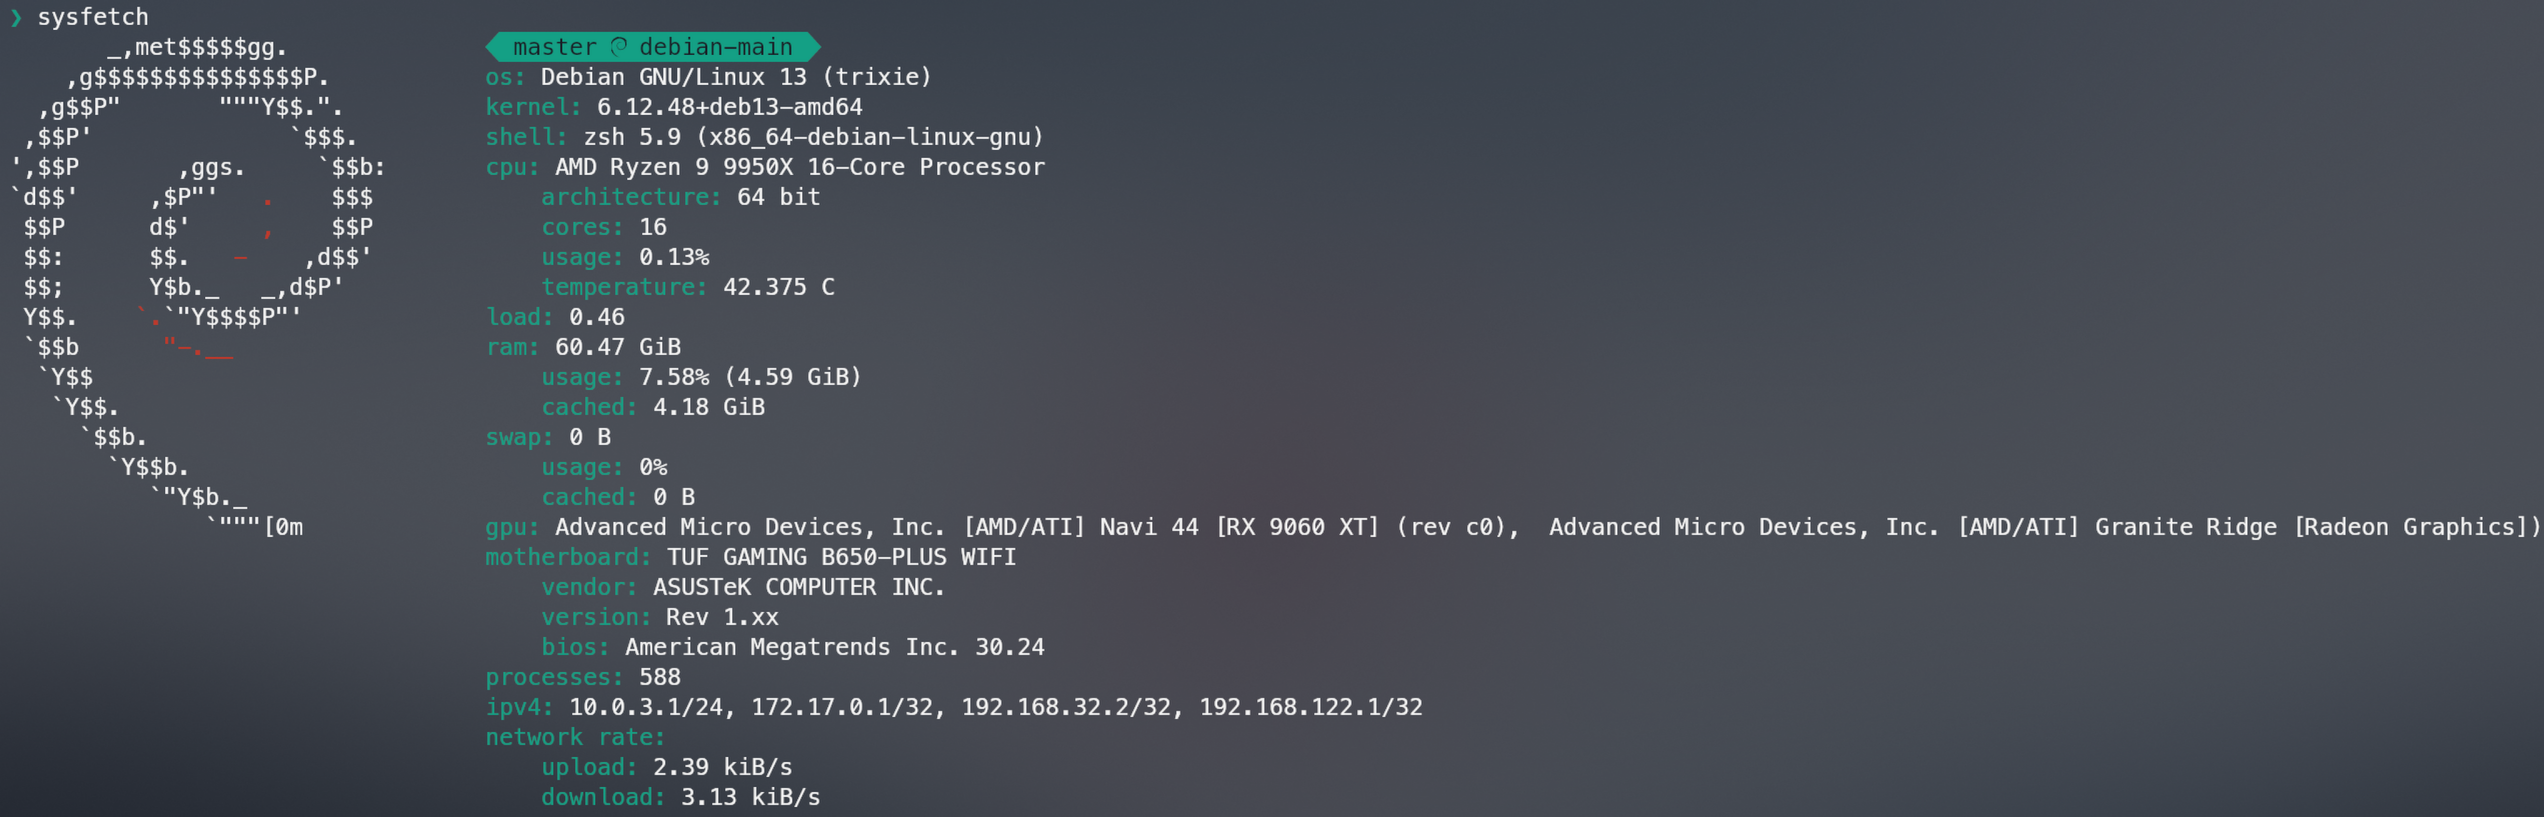 ❯ sysfetch
       _,met$$$$$gg.              master @ debian-main
    ,g$$$$$$$$$$$$$$$P.           os: Debian GNU/Linux 13 (trixie)
  ,g$$P"       """Y$$.".          kernel: 6.12.48+deb13-amd64
 ,$$P'              `$$$.         shell: zsh 5.9 (x86_64-debian-linux-gnu)
',$$P       ,ggs.     `$$b:       cpu: AMD Ryzen 9 9950X 16-Core Processor
`d$$'     ,$P"'   .    $$$            architecture: 64 bit
 $$P      d$'     ,    $$P            cores: 16
 $$:      $$.   -    ,d$$'            usage: 0.13%
 $$;      Y$b._   _,d$P'              temperature: 42.375 C
 Y$$.    `.`"Y$$$$P"'             load: 0.46
 `$$b      "-.__                  ram: 60.47 GiB
  `Y$$                                usage: 7.58% (4.59 GiB)
   `Y$$.                              cached: 4.18 GiB
     `$$b.                        swap: 0 B
       `Y$$b.                         usage: 0%
          `"Y$b._                     cached: 0 B
              `"""[0m             gpu: Advanced Micro Devices, Inc. [AMD/ATI] Navi 44 [RX 9060 XT] (rev c0),  Advanced Micro Devices, Inc. [AMD/ATI] Granite Ridge [Radeon Graphics])
                                  motherboard: TUF GAMING B650-PLUS WIFI
                                      vendor: ASUSTeK COMPUTER INC.
                                      version: Rev 1.xx
                                      bios: American Megatrends Inc. 30.24
                                  processes: 588
                                  ipv4: 10.0.3.1/24, 172.17.0.1/32, 192.168.32.2/32, 192.168.122.1/32
                                  network rate:
                                      upload: 2.39 kiB/s
                                      download: 3.13 kiB/s